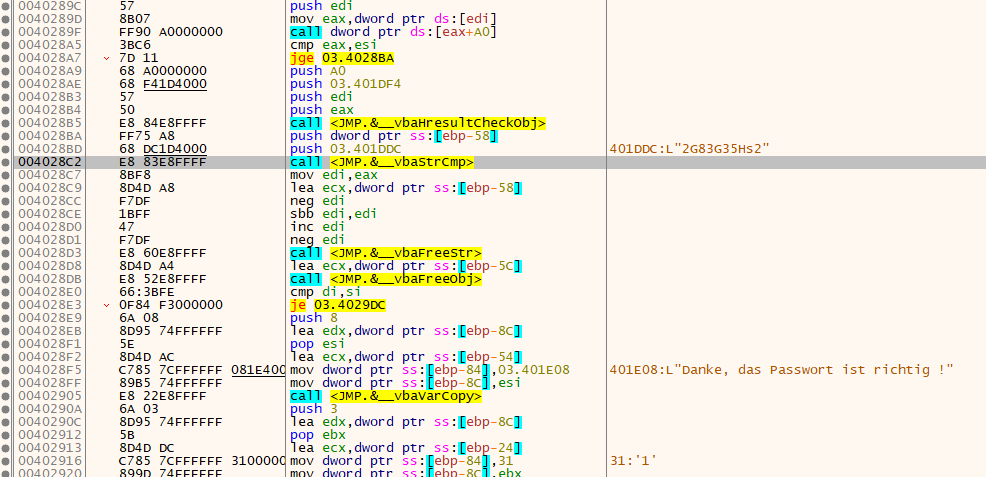 0040289C 57 push edi
0040289D 8B07 mov eax,dword ptr ds:[edi]
0040289F FF90 A0000000 call dword ptr ds:[eax+A0]
004028A5 3BC6 cmp eax,esi
004028A7 7D 11 jge 03.4028BA
004028A9 68 A0000000 push A0
004028AE 68 F41D4000 push 03.401DF4
004028B3 57 push edi
004028B4 50 push eax
004028B5 E8 84E8FFFF call <JMP.&__vbaHresultCheckObj>
004028BA FF75 A8 push dword ptr ss:[ebp-58]
004028BD 68 DC1D4000 push 03.401DDC 401DDC:L"2G83G35Hs2"
004028C2 E8 83E8FFFF call <JMP.&__vbaStrCmp>
004028C7 8BF8 mov edi,eax
004028C9 8D4D A8 lea ecx,dword ptr ss:[ebp-58]
004028CC F7DF neg edi
004028CE 1BFF sbb edi,edi
004028D0 47 inc edi
004028D1 F7DF neg edi
004028D3 E8 60E8FFFF call <JMP.&__vbaFreeStr>
004028D8 8D4D A4 lea ecx,dword ptr ss:[ebp-5C]
004028DB E8 52E8FFFF call <JMP.&__vbaFreeObj>
004028E0 66:3BFE cmp di,si
004028E3 0F84 F3000000 je 03.4029DC
004028E9 6A 08 push 8
004028EB 8D95 74FFFFFF lea edx,dword ptr ss:[ebp-8C]
004028F1 5E pop esi
004028F2 8D4D AC lea ecx,dword ptr ss:[ebp-54]
004028F5 C785 7CFFFFFF 081E400 mov dword ptr ss:[ebp-84],03.401E08 401E08:L"Danke, das Passwort ist richtig !"
004028FF 89B5 74FFFFFF mov dword ptr ss:[ebp-8C],esi
00402905 E8 22E8FFFF call <JMP.&__vbaVarCopy>
0040290A 6A 03 push 3
0040290C 8D95 74FFFFFF lea edx,dword ptr ss:[ebp-8C]
00402912 5B pop ebx
00402913 8D4D DC lea ecx,dword ptr ss:[ebp-24]
00402916 C785 7CFFFFFF 3100000 mov dword ptr ss:[ebp-84],31 31:'1'
00402920 899D 74FFFFFF mov dword ptr ss:[ebp-8C],ebx